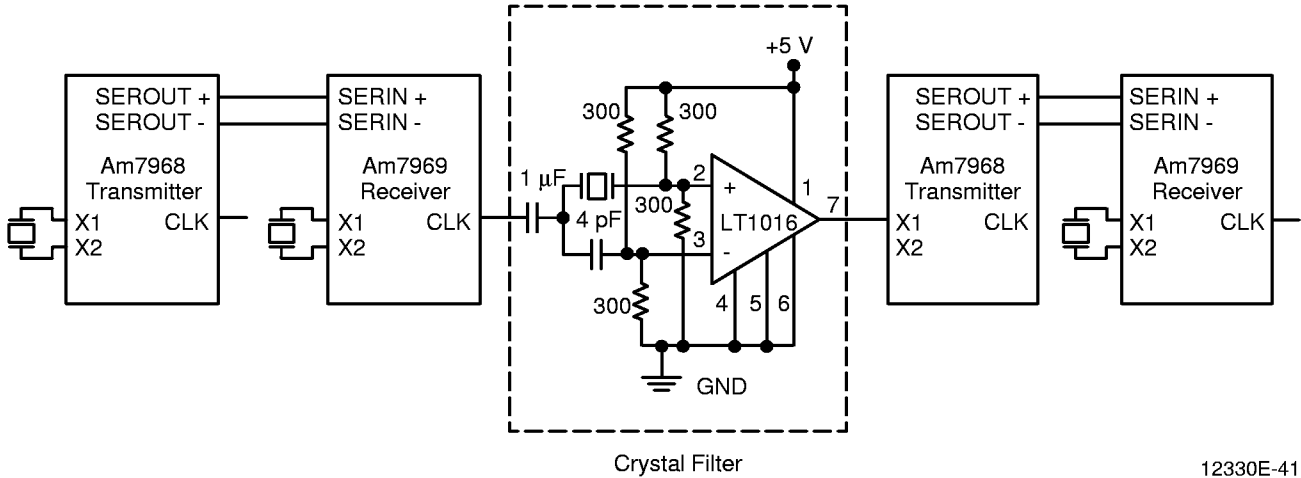 +5 V
SEROUT +
SEROUT -
Am7968
Transmitter
X1
X2
CLK
SERIN +
SERIN -
Am7969
Receiver
X1
X2
CLK
1 μF
4 pF
300
300
300
300
2
3
+
-
LT1016
1
7
4
5
6
GND
SEROUT +
SEROUT -
Am7968
Transmitter
X1
X2
CLK
SERIN +
SERIN -
Am7969
Receiver
X1
X2
CLK
Crystal Filter
12330E-41